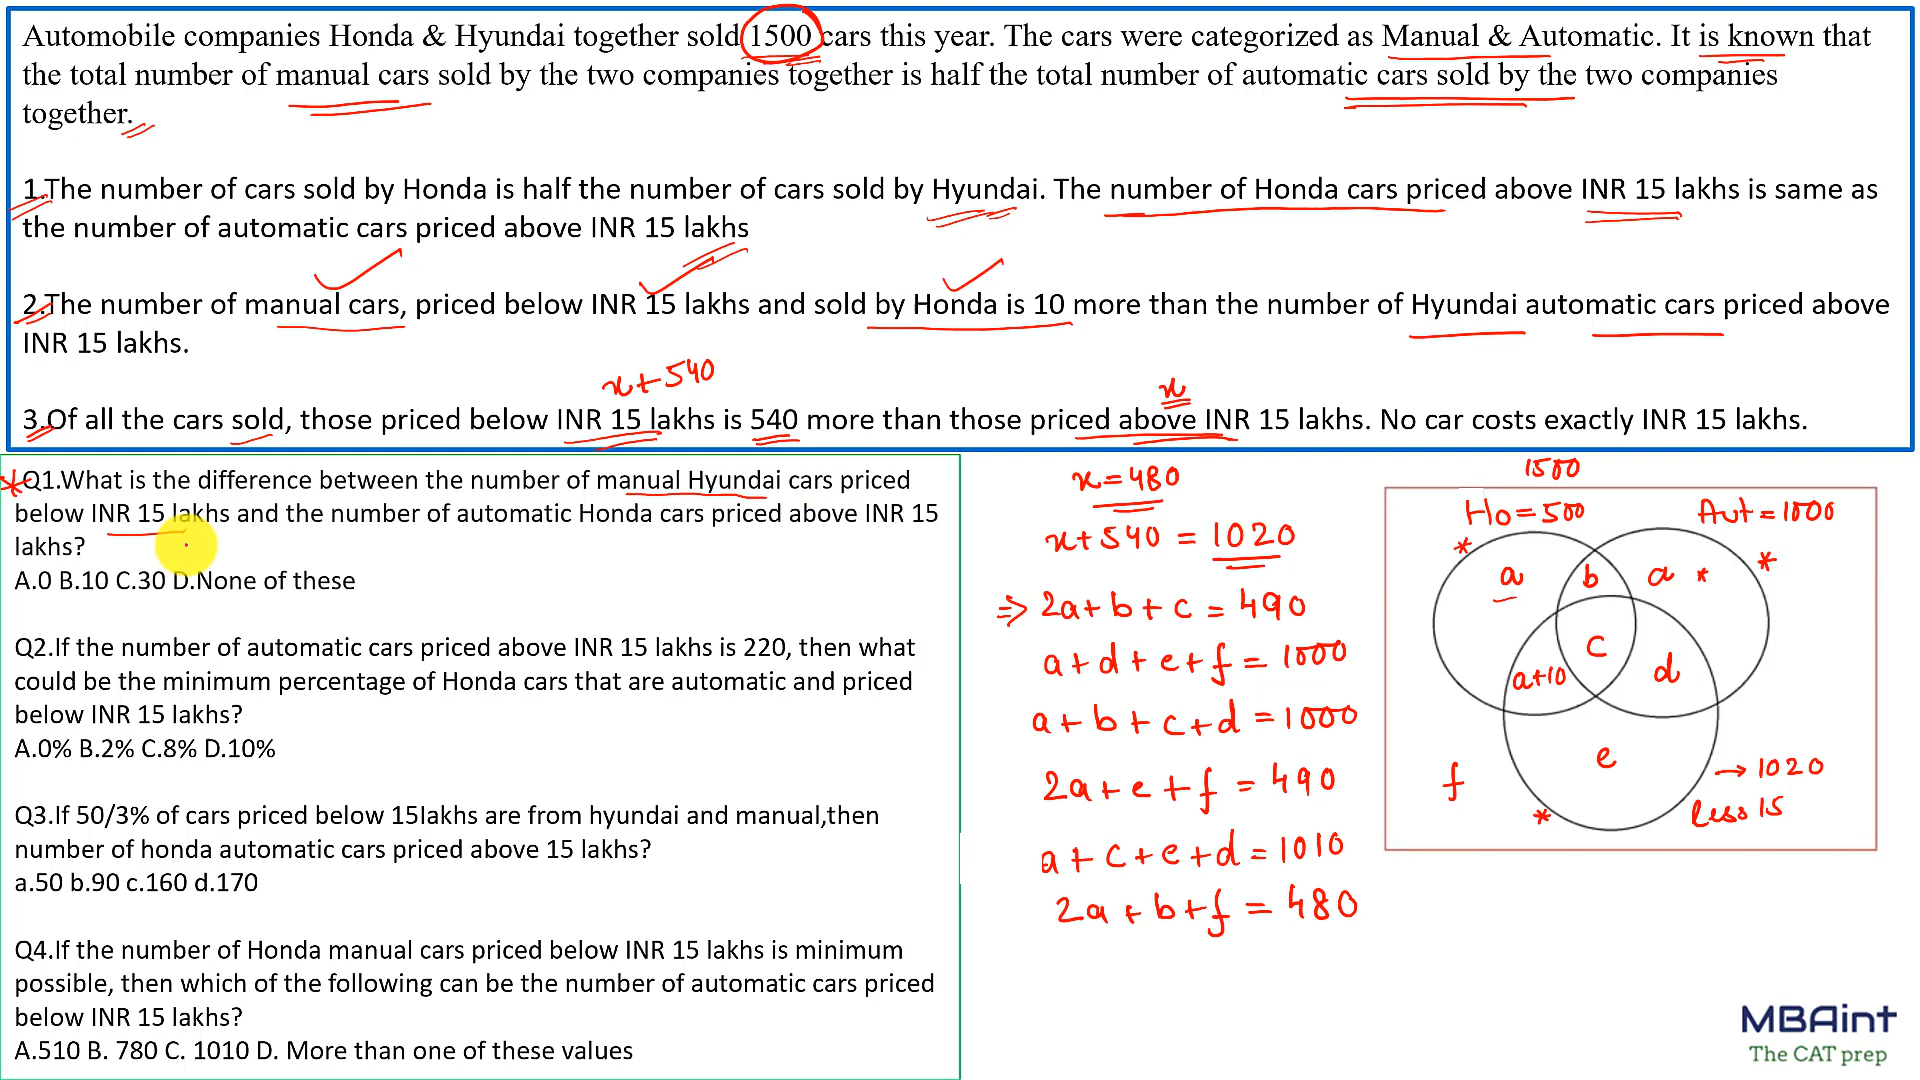 Automobile companies Honda & Hyundai together sold 1500 cars this year. The cars were categorized as Manual & Automatic. It is known that
the total number of manual cars sold by the two companies together is half the total number of automatic cars sold by the two companies
together.
1.The number of cars sold by Honda is half the number of cars sold by Hyundai. The number of Honda cars priced above INR 15 lakhs is same as
the number of automatic cars priced above INR 15 lakhs
2.The number of manual cars, priced below INR 15 lakhs and sold by Honda is 10 more than the number of Hyundai automatic cars priced above
INR 15 lakhs.
x+540
x
3.Of all the cars sold, those priced below INR 15 lakhs is 540 more than those priced above INR 15 lakhs. No car costs exactly INR 15 lakhs.
*Q1.What is the difference between the number of manual Hyundai cars priced
below INR 15 lakhs and the number of automatic Honda cars priced above INR 15
lakhs?
A.0 B.10 C.30 D.None of these
Q2.If the number of automatic cars priced above INR 15 lakhs is 220, then what
could be the minimum percentage of Honda cars that are automatic and priced
below INR 15 lakhs?
A.0% B.2% C.8% D.10%
Q3.If 50/3% of cars priced below 15lakhs are from hyundai and manual,then
number of honda automatic cars priced above 15 lakhs?
a.50 b.90 c.160 d.170
Q4.If the number of Honda manual cars priced below INR 15 lakhs is minimum
possible, then which of the following can be the number of automatic cars priced
below INR 15 lakhs?
A.510 B. 780 C. 1010 D. More than one of these values
x=480
x+540 = 1020
⇒ 2a+b+c = 490
a+d+e+f = 1000
a+b+c+d = 1000
2a+e+f = 490
a+c+e+d = 1010
2a+b+f = 480
1500
Ho=500
Aut=1000
*
*
a
b
a *
c
a+10
d
e
f
→1020
less 15
*
MBAint
The CAT prep